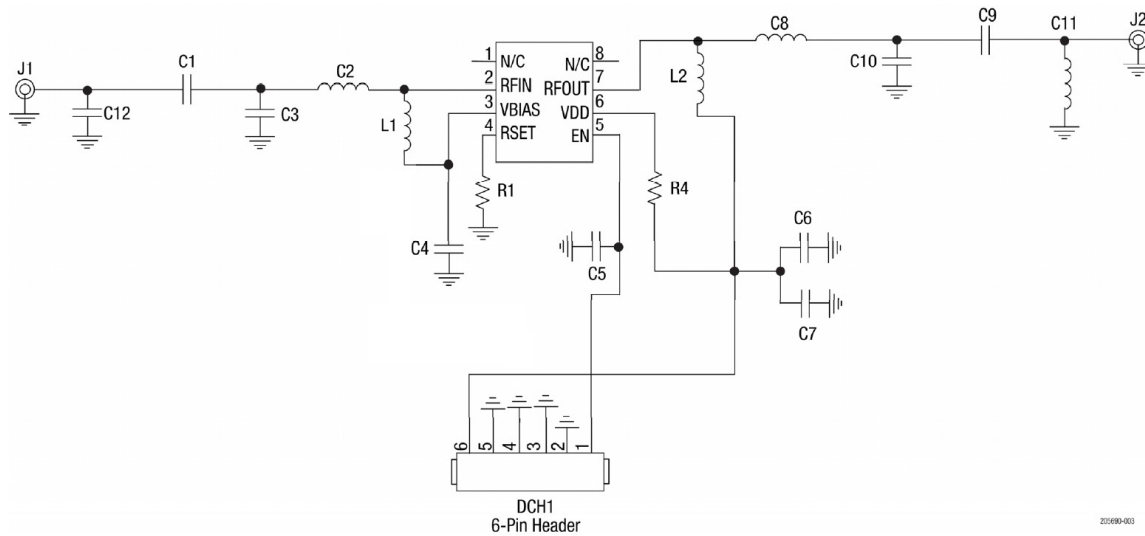 J1
C12
C1
C3
C2
L1
C4
1
N/C
2
RFIN
3
VBIAS
4
RSET
8
N/C
7
RFOUT
6
VDD
5
EN
R1
R4
C5
L2
C8
C10
C9
C11
J2
C6
C7
6
5
4
3
2
1
DCH1
6-Pin Header
205690-003